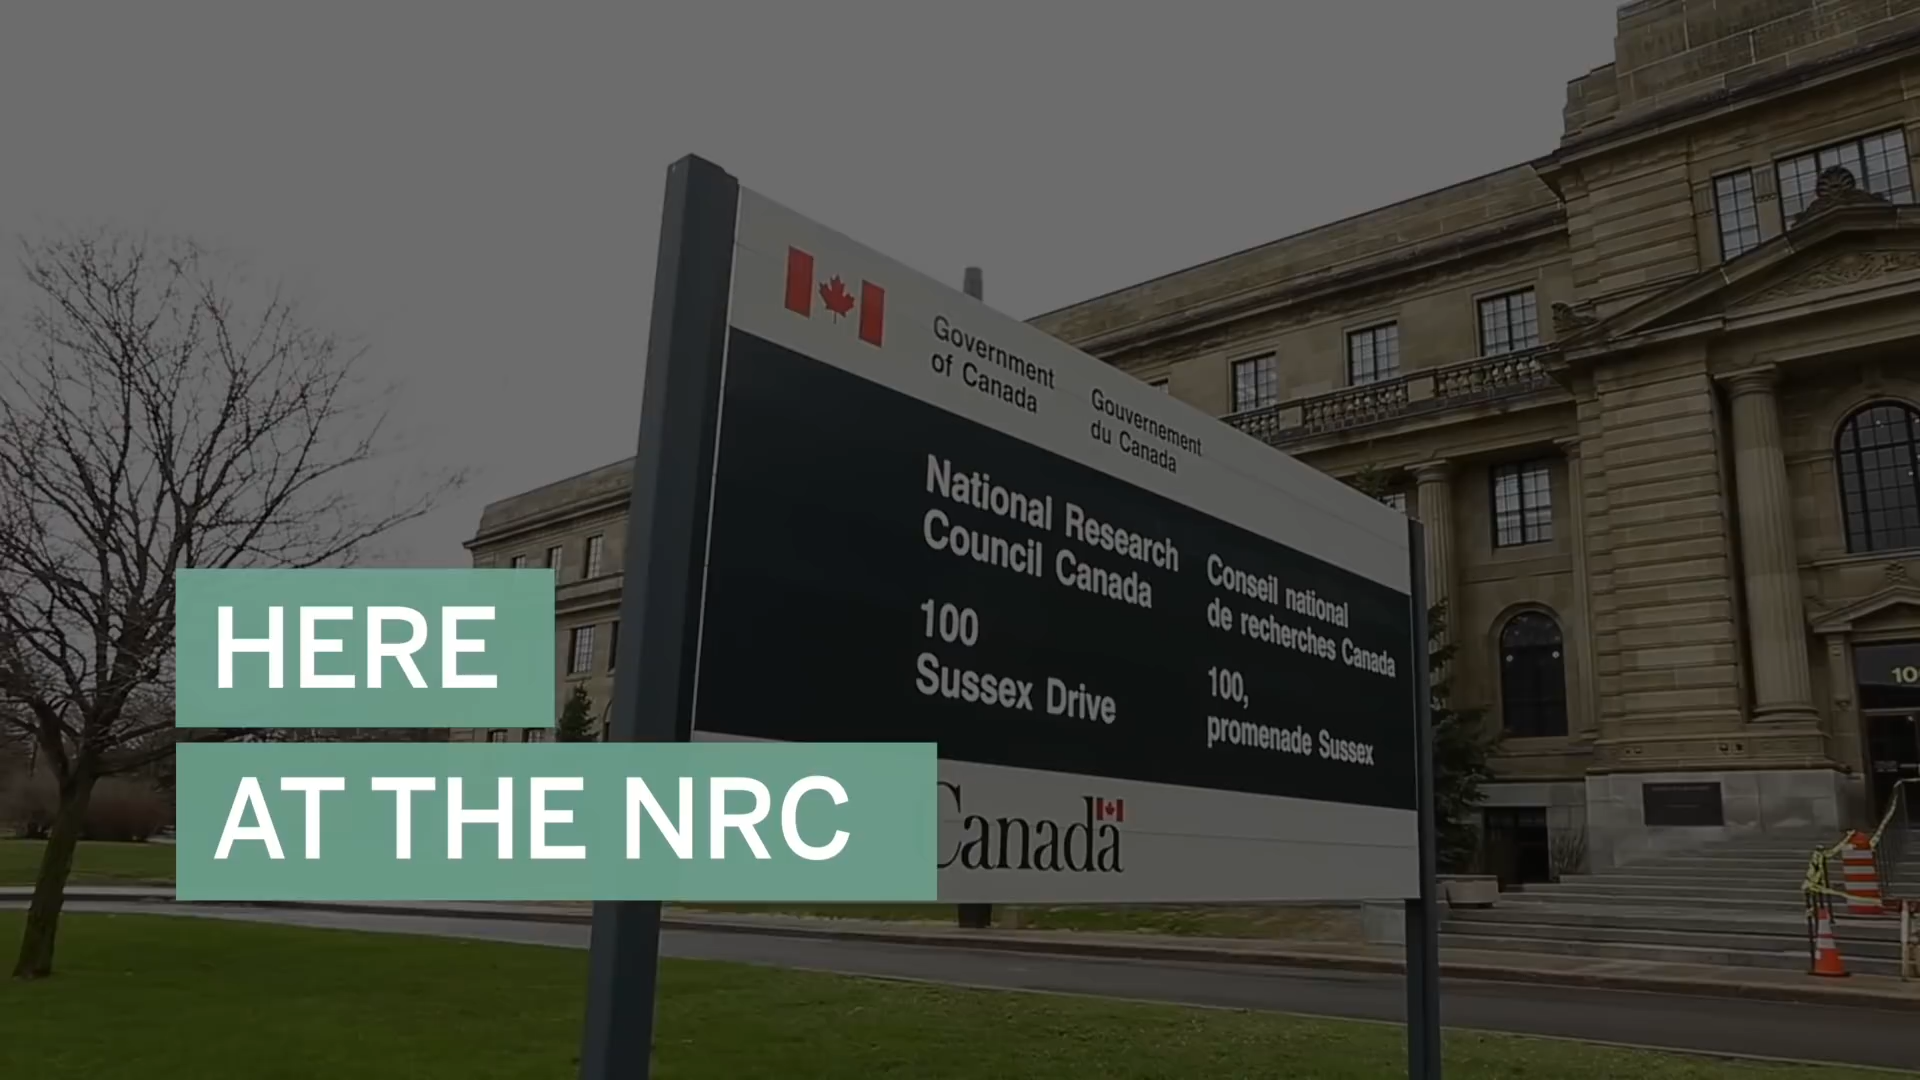 Government
of Canada
Gouvernement
du Canada
National Research
Council Canada
100
Sussex Drive
Conseil national
de recherches Canada
100,
promenade Sussex
Canada
10
HERE
AT THE NRC